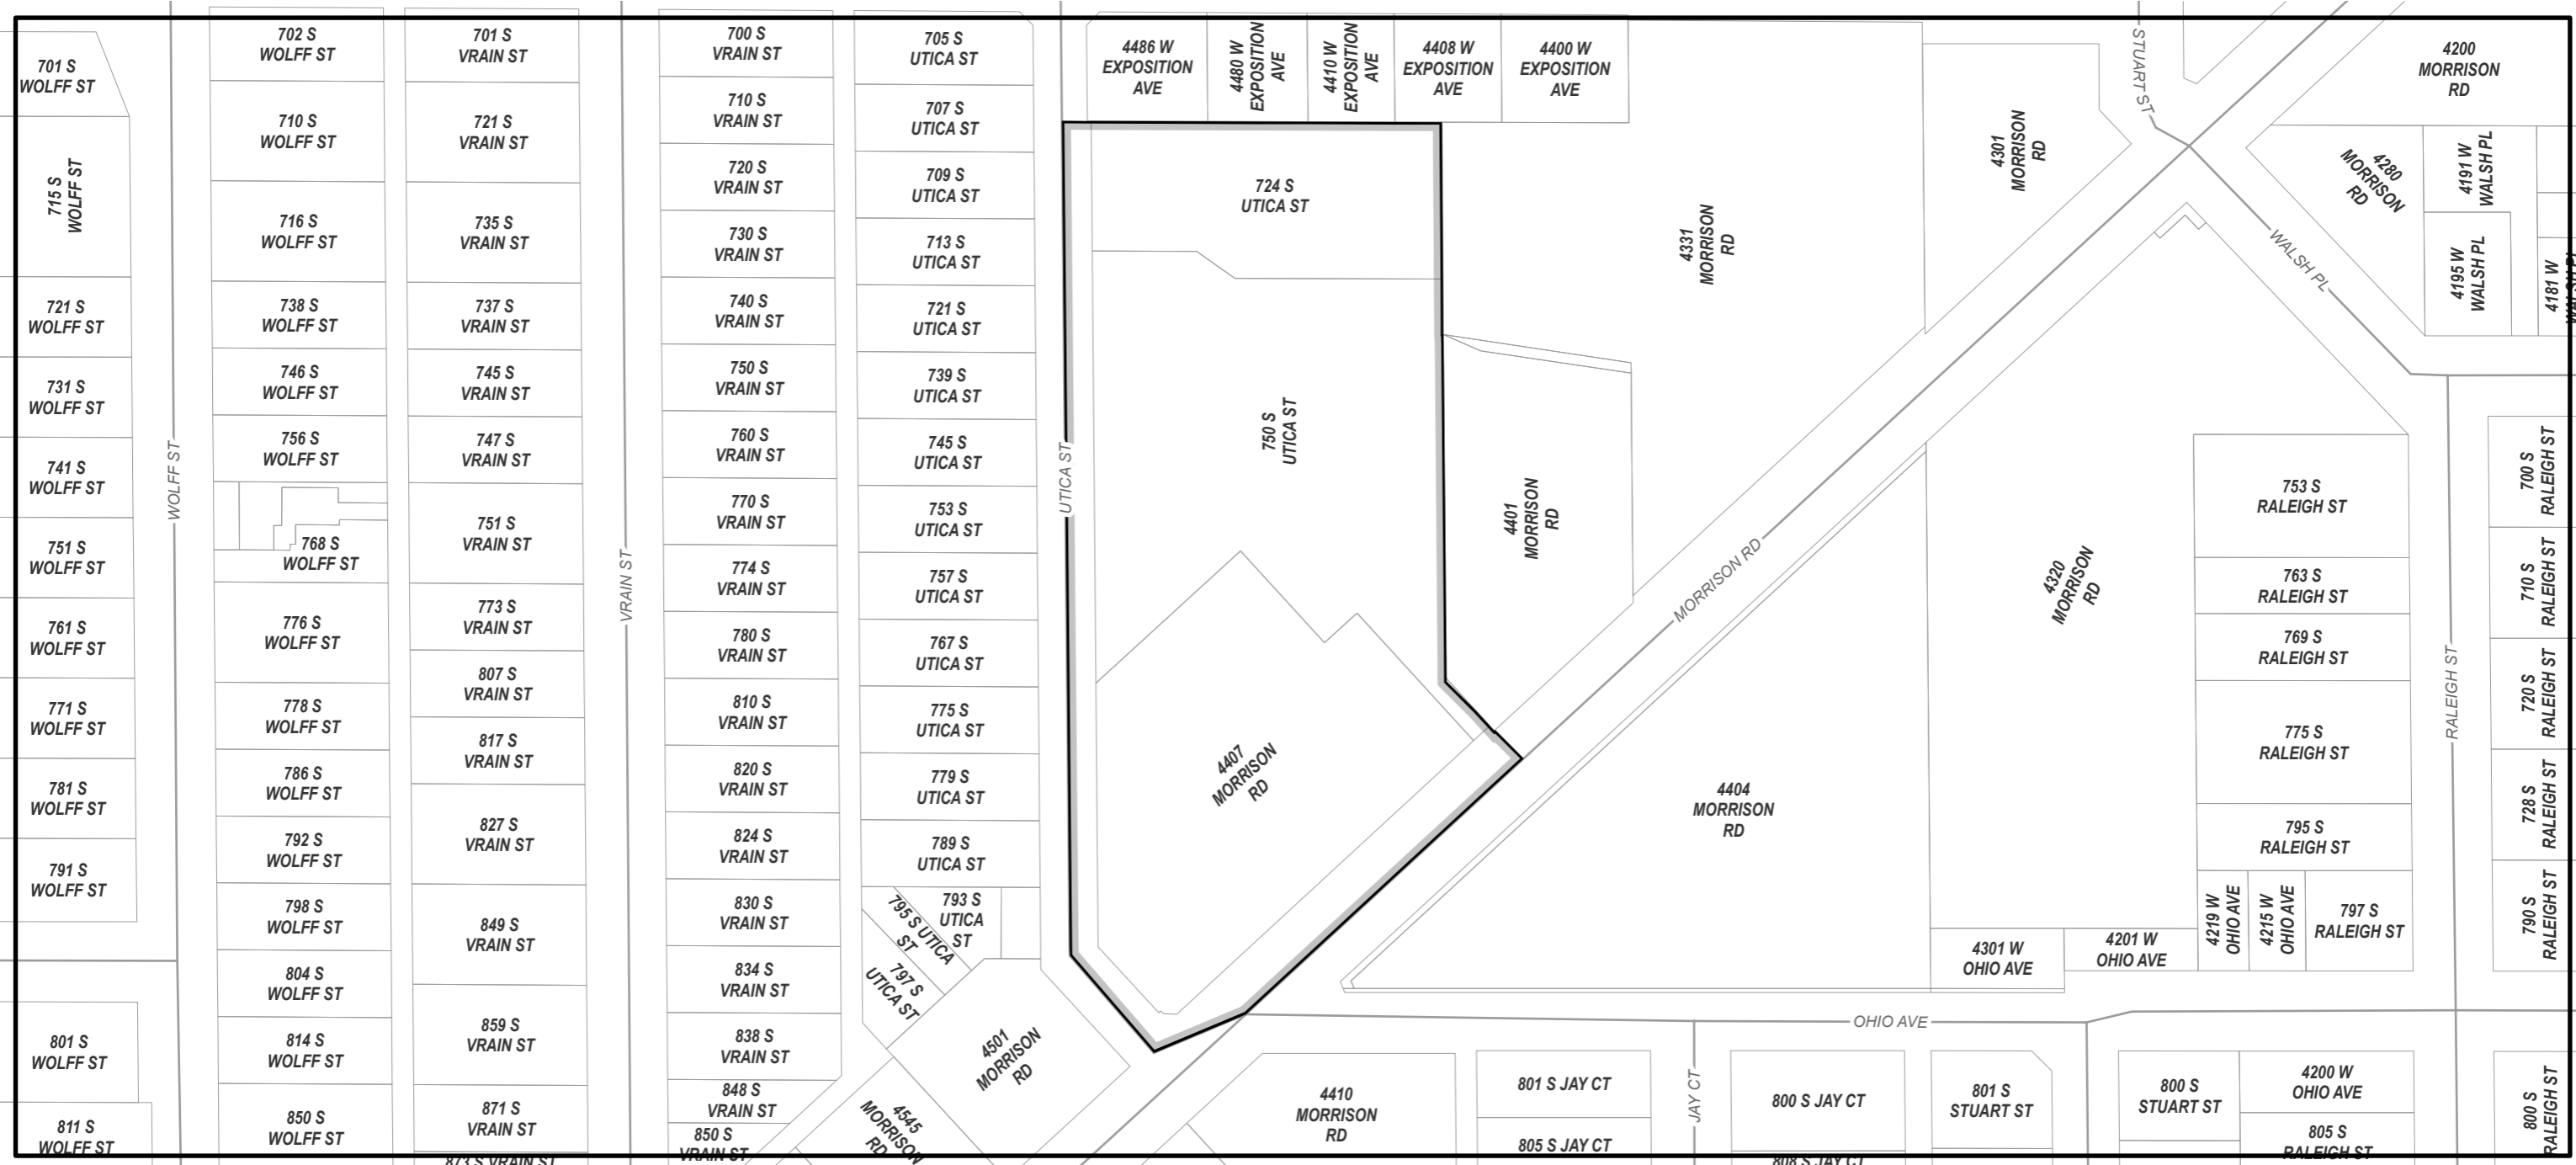 701 S
WOLFF ST
715 S
WOLFF ST
721 S
WOLFF ST
731 S
WOLFF ST
741 S
WOLFF ST
751 S
WOLFF ST
761 S
WOLFF ST
771 S
WOLFF ST
781 S
WOLFF ST
791 S
WOLFF ST
801 S
WOLFF ST
811 S
WOLFF ST
WOLFF ST
702 S
WOLFF ST
710 S
WOLFF ST
716 S
WOLFF ST
738 S
WOLFF ST
746 S
WOLFF ST
756 S
WOLFF ST
768 S
WOLFF ST
776 S
WOLFF ST
778 S
WOLFF ST
786 S
WOLFF ST
792 S
WOLFF ST
798 S
WOLFF ST
804 S
WOLFF ST
814 S
WOLFF ST
850 S
WOLFF ST
701 S
VRAIN ST
721 S
VRAIN ST
735 S
VRAIN ST
737 S
VRAIN ST
745 S
VRAIN ST
747 S
VRAIN ST
751 S
VRAIN ST
773 S
VRAIN ST
807 S
VRAIN ST
817 S
VRAIN ST
827 S
VRAIN ST
849 S
VRAIN ST
859 S
VRAIN ST
871 S
VRAIN ST
873 S VRAIN ST
VRAIN ST
700 S
VRAIN ST
710 S
VRAIN ST
720 S
VRAIN ST
730 S
VRAIN ST
740 S
VRAIN ST
750 S
VRAIN ST
760 S
VRAIN ST
770 S
VRAIN ST
774 S
VRAIN ST
780 S
VRAIN ST
810 S
VRAIN ST
820 S
VRAIN ST
824 S
VRAIN ST
830 S
VRAIN ST
834 S
VRAIN ST
838 S
VRAIN ST
848 S
VRAIN ST
850 S
VRAIN ST
705 S
UTICA ST
707 S
UTICA ST
709 S
UTICA ST
713 S
UTICA ST
721 S
UTICA ST
739 S
UTICA ST
745 S
UTICA ST
753 S
UTICA ST
757 S
UTICA ST
767 S
UTICA ST
775 S
UTICA ST
779 S
UTICA ST
789 S
UTICA ST
793 S
UTICA
ST
795 S UTICA
ST
797 S
UTICA ST
4501
MORRISON
RD
4545
MORRISON
RD
UTICA ST
4486 W
EXPOSITION
AVE
4480 W
EXPOSITION
AVE
4410 W
EXPOSITION
AVE
4408 W
EXPOSITION
AVE
4400 W
EXPOSITION
AVE
724 S
UTICA ST
750 S
UTICA ST
4407
MORRISON
RD
4331
MORRISON
RD
4401
MORRISON
RD
4301
MORRISON
RD
STUART ST
MORRISON RD
4404
MORRISON
RD
4320
MORRISON
RD
4200
MORRISON
RD
4280
MORRISON
RD
4191 W
WALSH PL
4195 W
WALSH PL
4181 W
WALSH PL
WALSH PL
753 S
RALEIGH ST
763 S
RALEIGH ST
769 S
RALEIGH ST
775 S
RALEIGH ST
795 S
RALEIGH ST
797 S
RALEIGH ST
4219 W
OHIO AVE
4215 W
OHIO AVE
4301 W
OHIO AVE
4201 W
OHIO AVE
RALEIGH ST
700 S
RALEIGH ST
710 S
RALEIGH ST
720 S
RALEIGH ST
728 S
RALEIGH ST
790 S
RALEIGH ST
800 S
RALEIGH ST
OHIO AVE
4410
MORRISON
RD
801 S JAY CT
805 S JAY CT
JAY CT
800 S JAY CT
808 S JAY CT
801 S
STUART ST
800 S
STUART ST
4200 W
OHIO AVE
805 S
RALEIGH ST